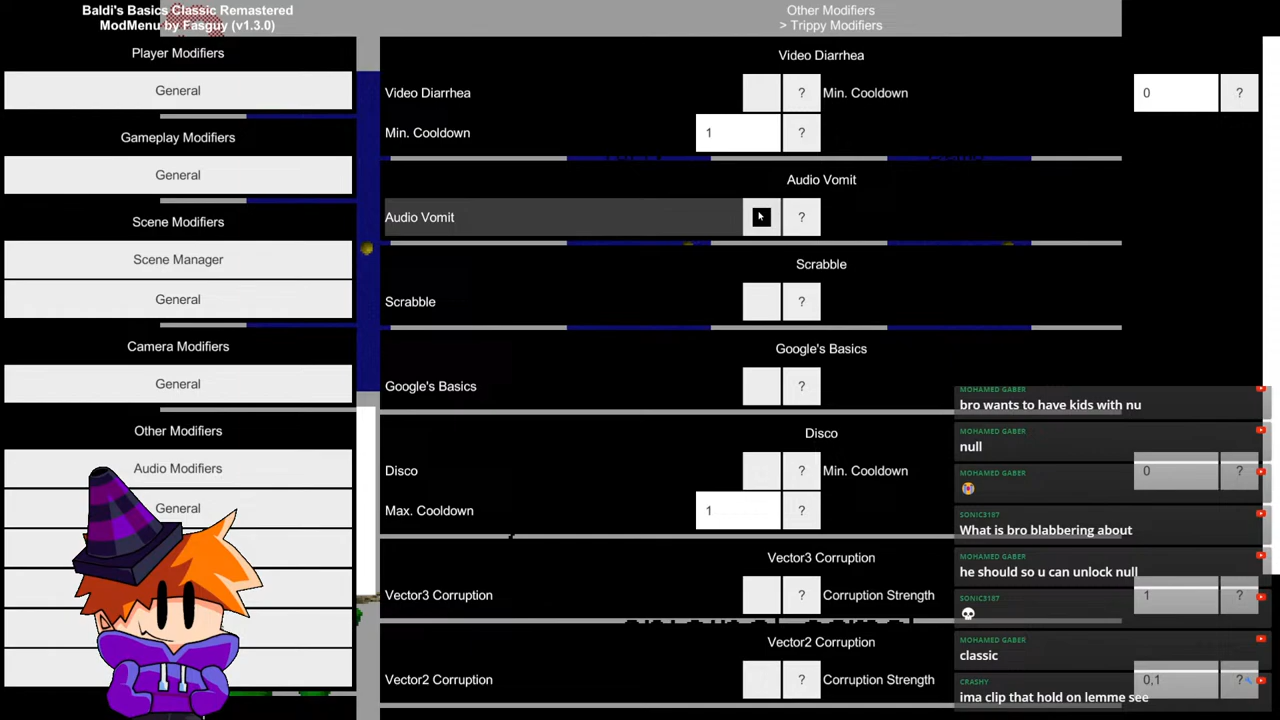 Baldi's Basics Classic Remastered
ModMenu by Fasguy (v1.3.0)
Player Modifiers
General
Gameplay Modifiers
General
Scene Modifiers
Scene Manager
General
Camera Modifiers
General
Other Modifiers
Audio Modifiers
General
Other Modifiers
> Trippy Modifiers
Video Diarrhea
Video Diarrhea ? Min. Cooldown 0 ?
Min. Cooldown 1 ?
Audio Vomit
Audio Vomit ?
Scrabble
Scrabble ?
Google's Basics
Google's Basics ?
Disco
Disco ? Min. Cooldown 0 ?
Max. Cooldown 1 ?
Vector3 Corruption
Vector3 Corruption ? Corruption Strength 1 ?
Vector2 Corruption
Vector2 Corruption ? Corruption Strength 0,1 ?
MOHAMED GABER
bro wants to have kids with nu
MOHAMED GABER
null
MOHAMED GABER
SONIC3187
What is bro blabbering about
MOHAMED GABER
he should so u can unlock null
SONIC3187
MOHAMED GABER
classic
CRASHY
ima clip that hold on lemme see